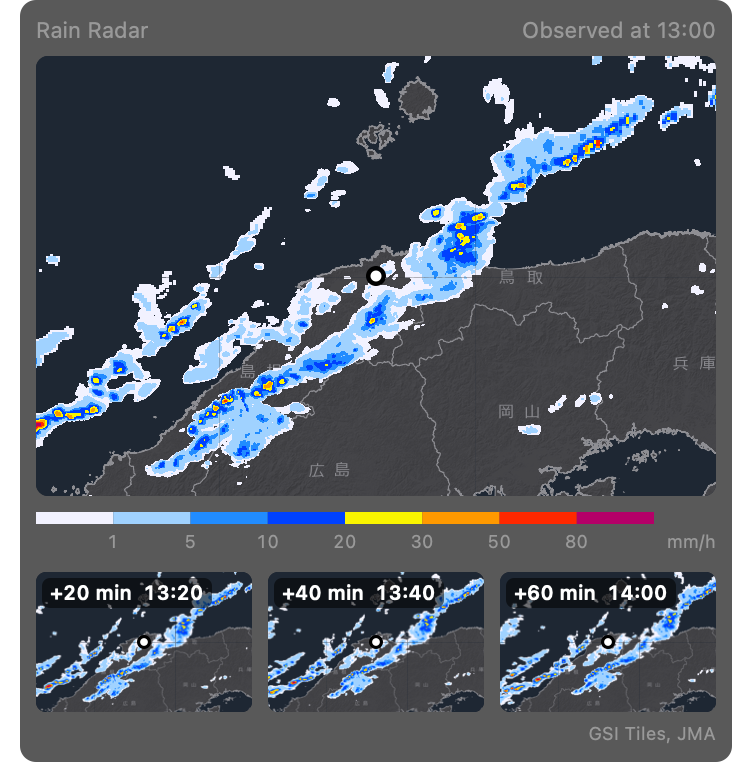 Rain Radar Observed at 13:00
鳥 取
島
兵 庫
岡 山
広 島
1 5 10 20 30 50 80 mm/h
+20 min 13:20
+40 min 13:40
+60 min 14:00
GSI Tiles, JMA